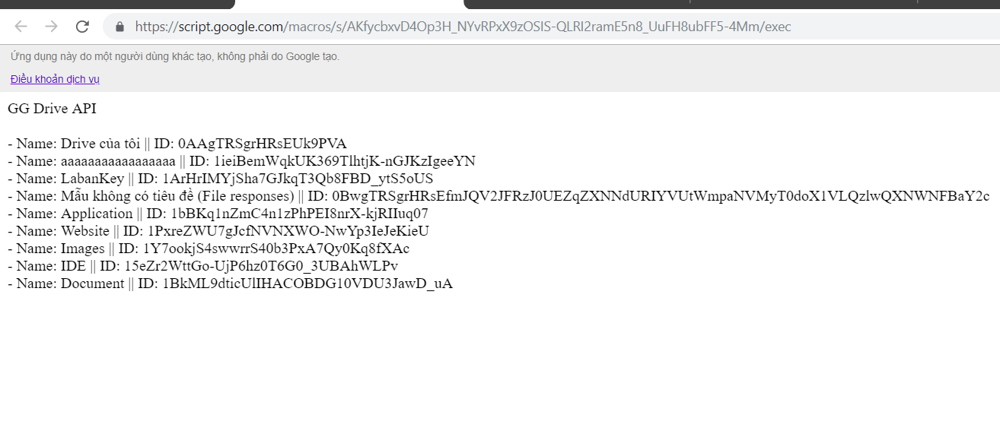 https://script.google.com/macros/s/AKfycbxvD4Op3H_NYvRPxX9zOSIS-QLRl2ramE5n8_UuFH8ubFF5-4Mm/exec
Ứng dụng này do một người dùng khác tạo, không phải do Google tạo.
Điều khoản dịch vụ
GG Drive API
- Name: Drive của tôi || ID: 0AAgTRSgrHRsEUk9PVA
- Name: aaaaaaaaaaaaaaaaa || ID: 1ieiBemWqkUK369TlhtjK-nGJKzIgeeYN
- Name: LabanKey || ID: 1ArHrIMYjSha7GJkqT3Qb8FBD_ytS5oUS
- Name: Mẫu không có tiêu đề (File responses) || ID: 0BwgTRSgrHRsEfmJQV2JFRzJ0UEZqZXNNdURIYVUtWmpaNVMyT0doX1VLQzlwQXNWNFBaY2c
- Name: Application || ID: 1bBKq1nZmC4n1zPhPEI8nrX-kjRIIuq07
- Name: Website || ID: 1PxreZWU7gJcfNVNXWO-NwYp3IeJeKieU
- Name: Images || ID: 1Y7ookjS4swwrrS40b3PxA7Qy0Kq8fXAc
- Name: IDE || ID: 15eZr2WttGo-UjP6hz0T6G0_3UBAhWLPv
- Name: Document || ID: 1BkML9dticUlIHACOBDG10VDU3JawD_uA